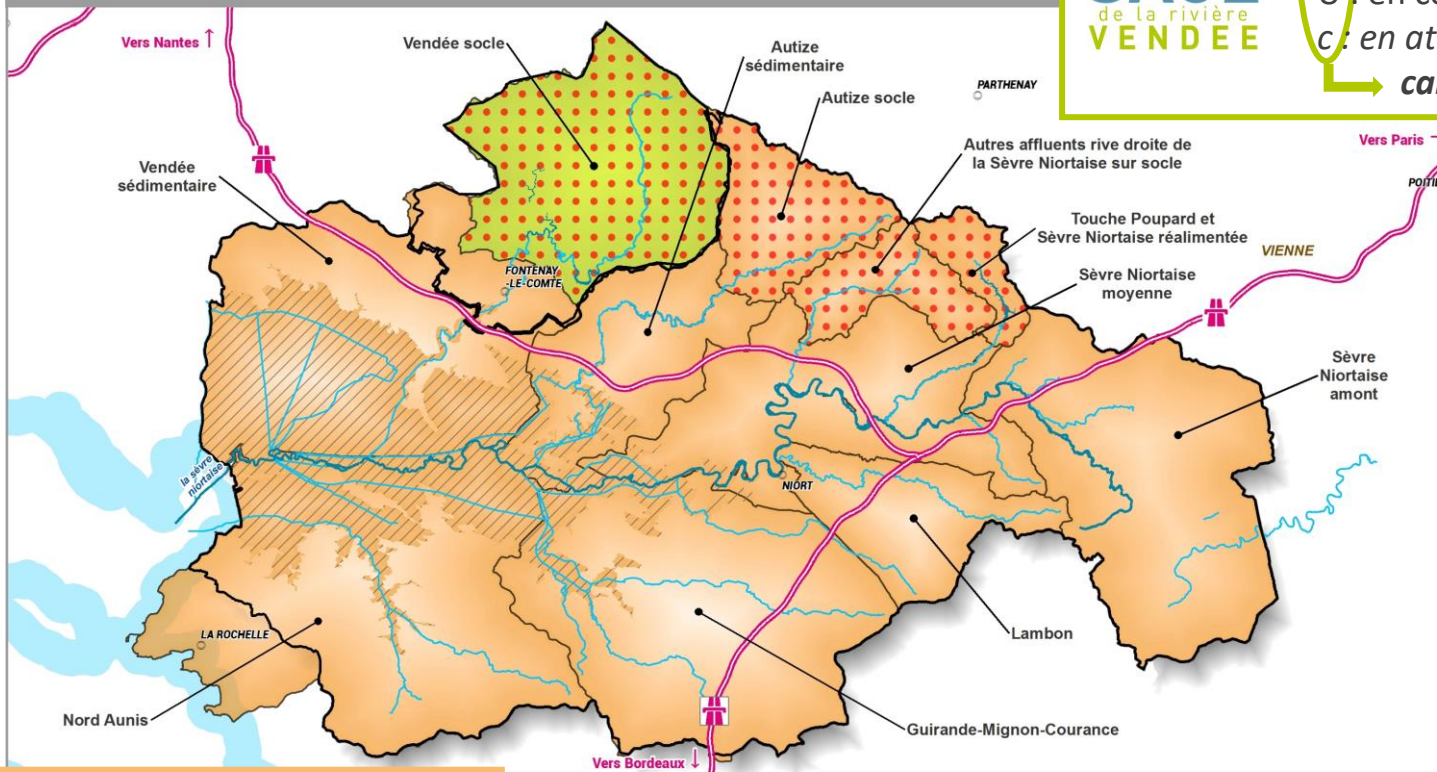 de la rivière
VENDEE
c : en at
Vers Nantes ↑
Vendée socle
Autize
sédimentaire
Autize socle
PARTHENAY
Vers Paris
Autres affluents rive droite de
la Sèvre Niortaise sur socle
Vendée
sédimentaire
Touche Poupard et
Sèvre Niortaise réalimentée
VIENNE
FONTENAY
-LE-COMTE
Sèvre Niortaise
moyenne
Sèvre
Niortaise
amont
la sèvre
niortaise
NIORT
Lambon
LA ROCHELLE
Nord Aunis
Guirande-Mignon-Courance
Vers Bordeaux ↓